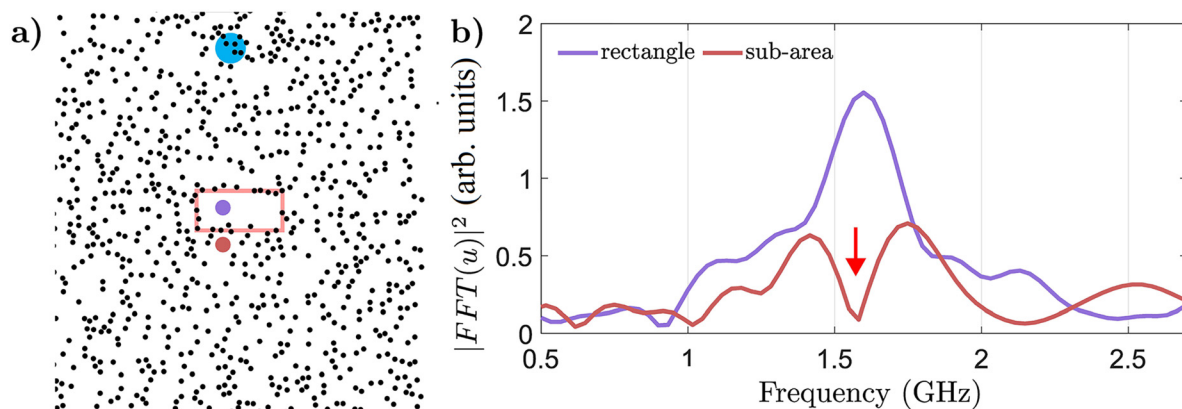 a)
b)
|FFT(u)|² (arb. units)
2
1.5
1
0.5
0
rectangle sub-area
0.5 1 1.5 2 2.5
Frequency (GHz)